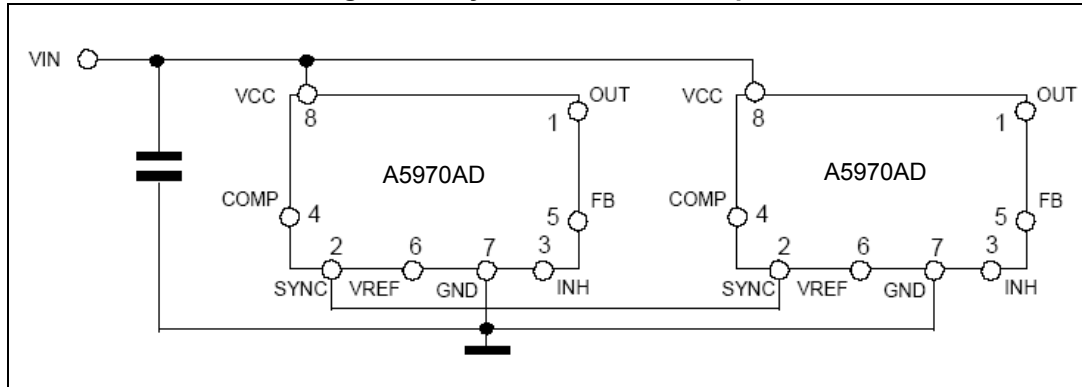 VIN
VCC
8
OUT
1
A5970AD
COMP
4
FB
5
2
6
7
3
SYNC
VREF
GND
INH
VCC
8
OUT
1
A5970AD
COMP
4
FB
5
2
6
7
3
SYNC
VREF
GND
INH